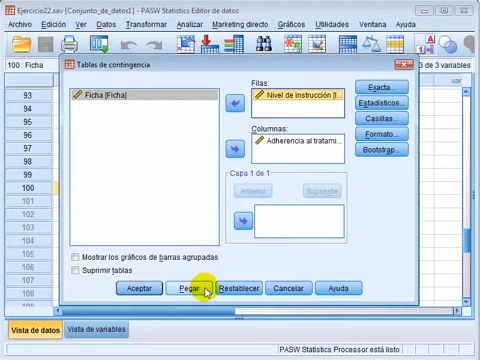 Ejercicio22.sav [Conjunto_de_datos1] - PASW Statistics Editor de datos
Archivo Edición Ver Datos Transformar Analizar Marketing directo Gráficos Utilidades Ventana Ayuda
100 : Ficha
3 de 3 variables
var
93
94
95
96
97
98
99
100
101
102
103
104
105
106
107
108
Tablas de contingencia
Ficha [Ficha]
Filas:
Nivel de instrucción [I...
Columnas:
Adherencia al tratami...
Capa 1 de 1
Anterior Siguiente
Exacta...
Estadísticos...
Casillas...
Formato...
Bootstrap...
Mostrar los gráficos de barras agrupadas
Suprimir tablas
Aceptar Pegar Restablecer Cancelar Ayuda
Vista de datos Vista de variables
PASW Statistics Processor está listo